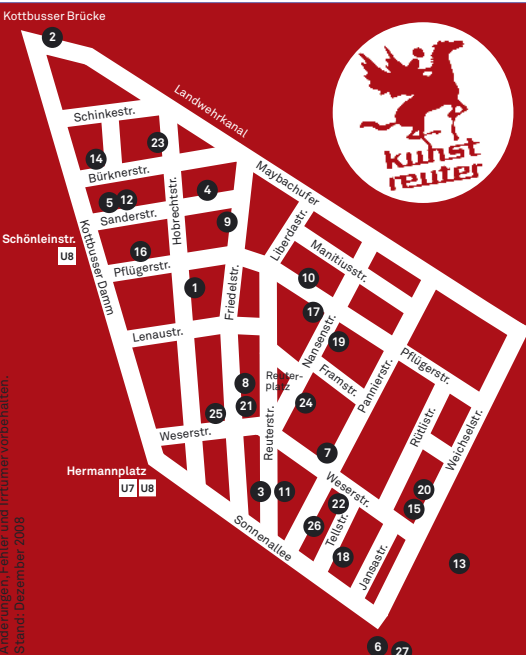 Kottbusser Brücke
2
Landwehrkanal
Schinkestr.
23
14
Bürknerstr.
Maybachufer
kunst
reuter
5
12
4
Sanderstr.
Hobrechtstr.
9
Liberdastr.
Manitiusstr.
Schönleinstr.
U8
Kottbusser Damm
16
Pflügerstr.
1
Friedelstr.
10
17
Nansenstr.
19
Lenaustr.
Pflügerstr.
Framstr.
Pannierstr.
Reuter-
platz
8
21
24
25
Rütlistr.
Weichselstr.
Weserstr.
Reuterstr.
7
Hermannplatz
U7 U8
3
11
Weserstr.
22
20
15
26
Tellstr.
18
Jansastr.
Sonnenallee
13
6
27
Änderungen, Fehler und Irrtümer vorbehalten.
Stand: Dezember 2008